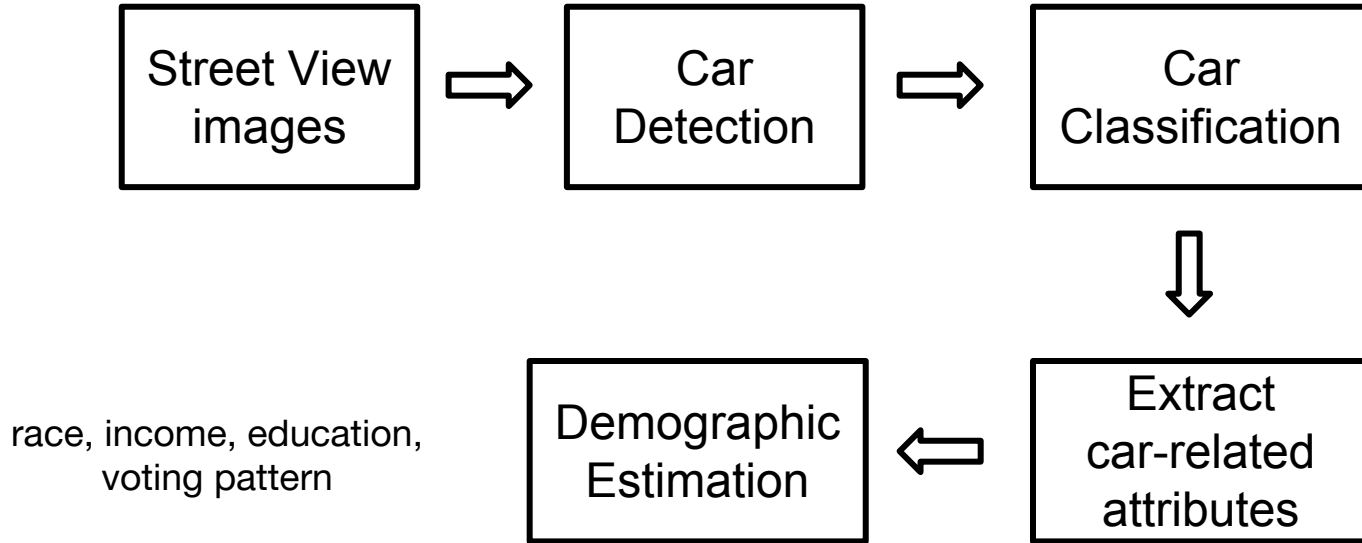 Street View
images
Car
Detection
Car
Classification
Extract
car-related
attributes
Demographic
Estimation
race, income, education,
voting pattern